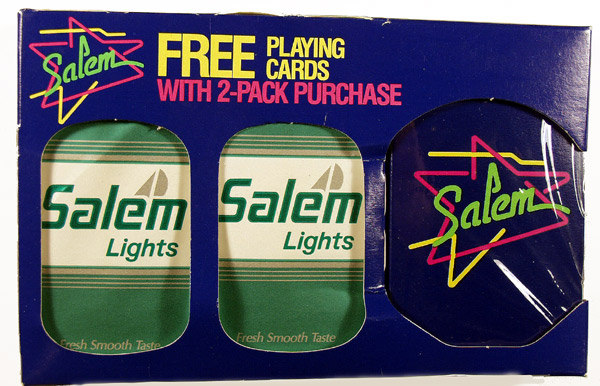 Salem
FREE PLAYING CARDS
WITH 2-PACK PURCHASE
Salem
Lights
Fresh Smooth Taste
Salem
Lights
Fresh Smooth Taste
Salem